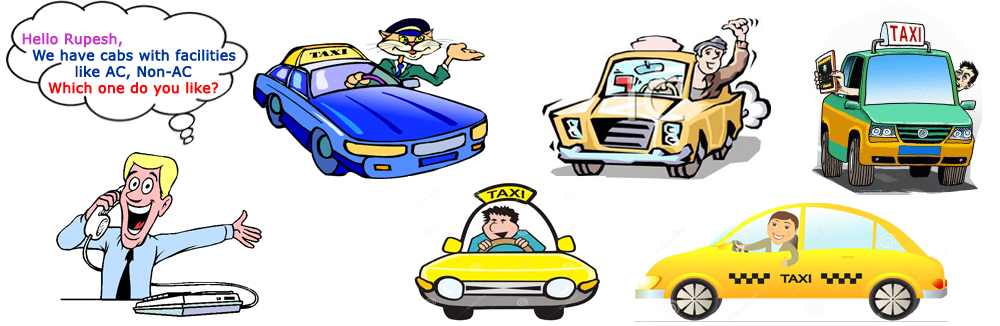 Hello Rupesh,
We have cabs with facilities
like AC, Non-AC
Which one do you like?
TAXI
TAXI
TAXI
TAXI